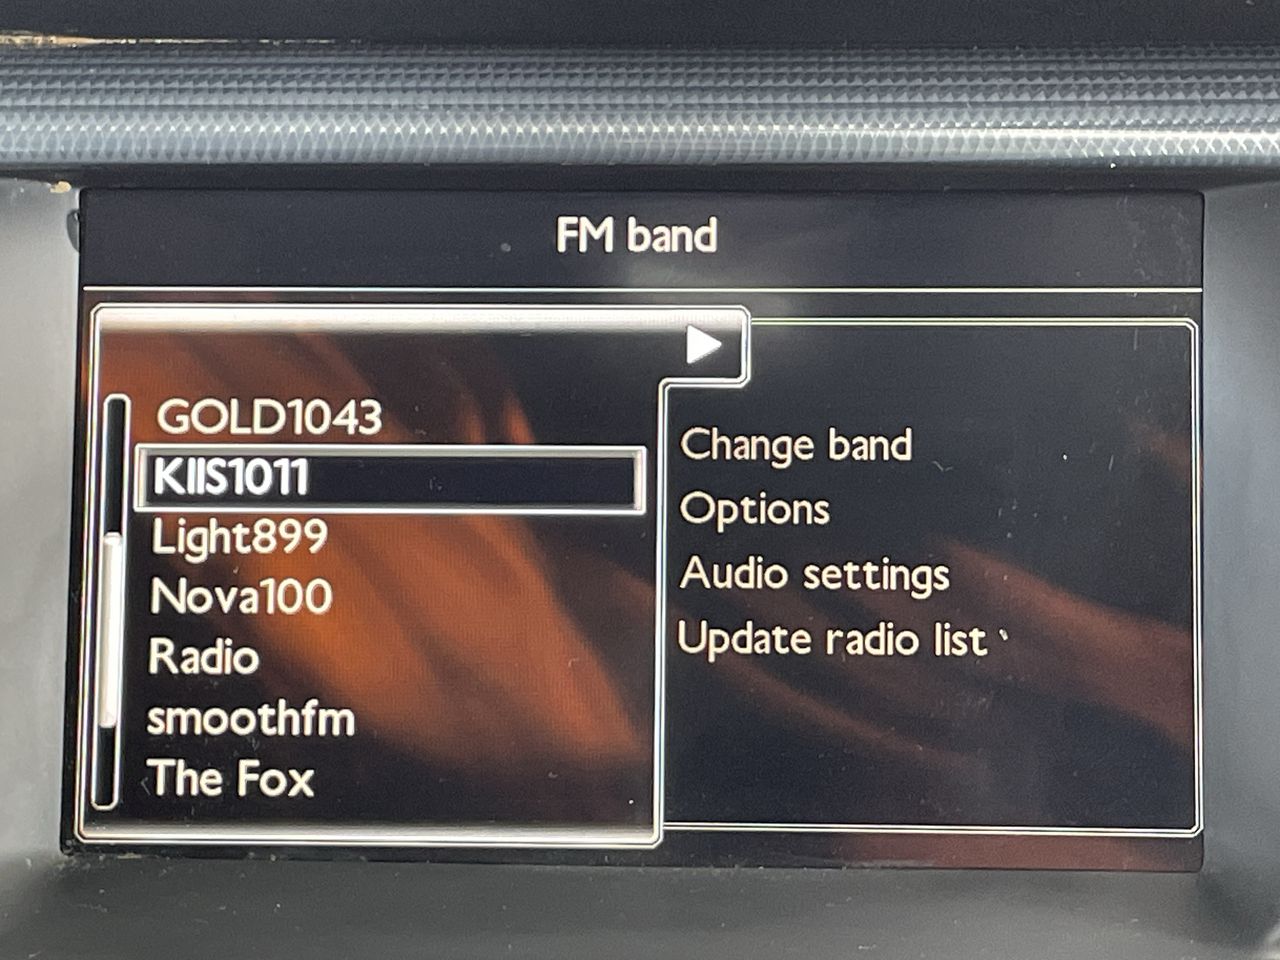 FM band
GOLD1043
KIIS1011
Light899
Nova100
Radio
smoothfm
The Fox
Change band
Options
Audio settings
Update radio list